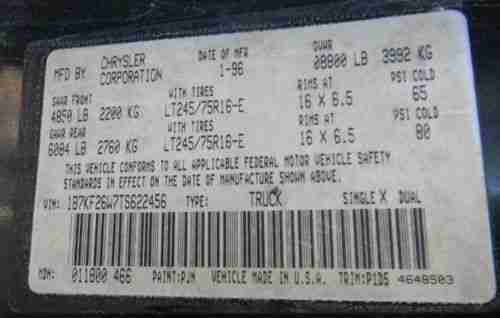 MFD BY CHRYSLER CORPORATION DATE OF MFR 1-96 GVWR 08800 LB 3992 KG
GAWR FRONT WITH TIRES RIMS AT PSI COLD
4850 LB 2200 KG LT245/75R16-E 16 X 6.5 65
GAWR REAR WITH TIRES RIMS AT PSI COLD
6084 LB 2760 KG LT245/75R16-E 16 X 6.5 80
THIS VEHICLE CONFORMS TO ALL APPLICABLE FEDERAL MOTOR VEHICLE SAFETY
STANDARDS IN EFFECT ON THE DATE OF MANUFACTURE SHOWN ABOVE.
VIN: 1B7KF26W7TS622456 TYPE: TRUCK SINGLE X DUAL
MDH: 011800 466 PAINT:PJN VEHICLE MADE IN U.S.A. TRIM:P1D5 4648503